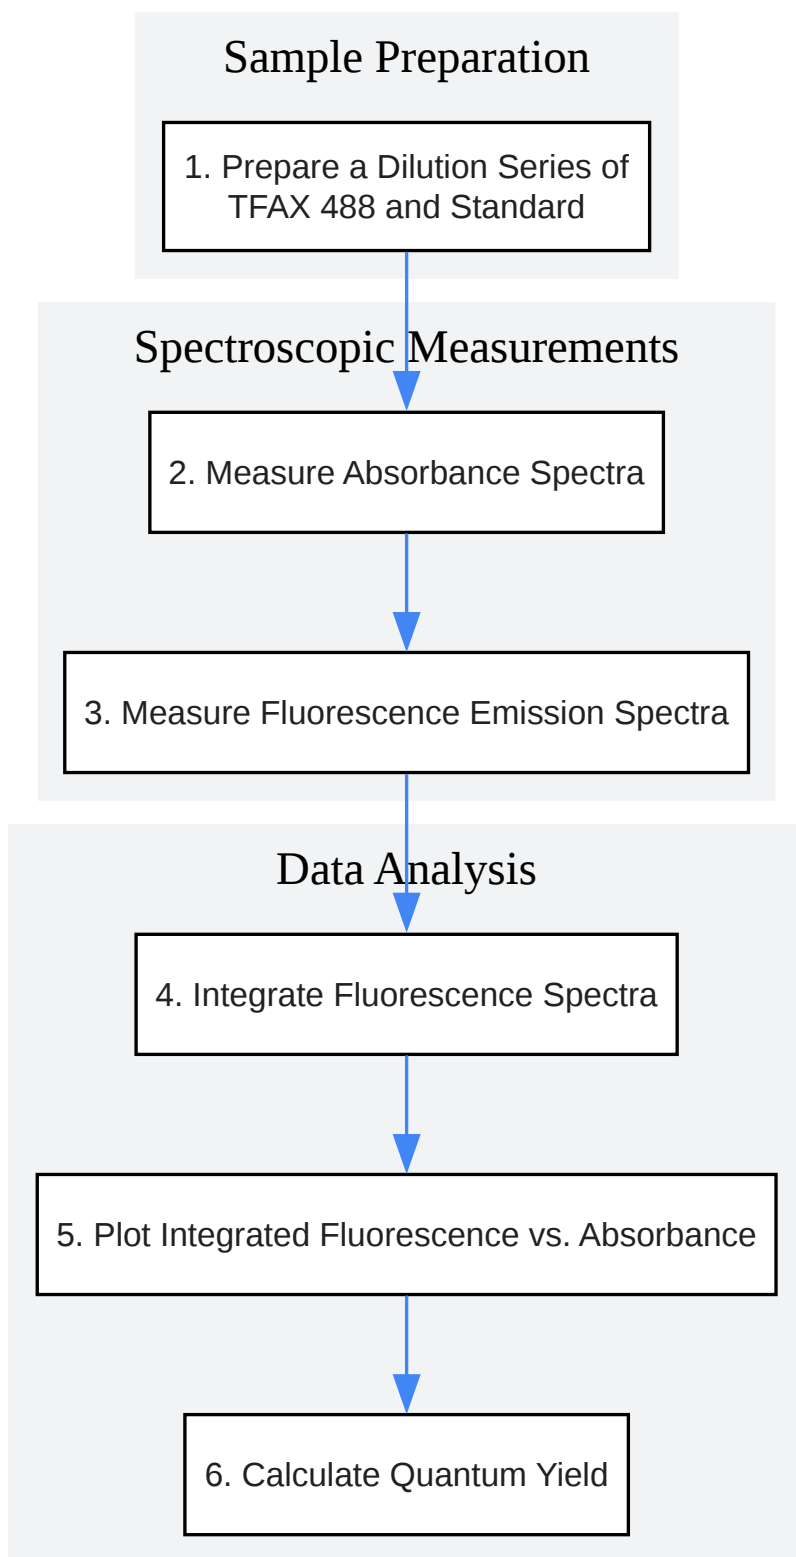 Sample Preparation
1. Prepare a Dilution Series of
TFAX 488 and Standard
Spectroscopic Measurements
2. Measure Absorbance Spectra
3. Measure Fluorescence Emission Spectra
Data Analysis
4. Integrate Fluorescence Spectra
5. Plot Integrated Fluorescence vs. Absorbance
6. Calculate Quantum Yield